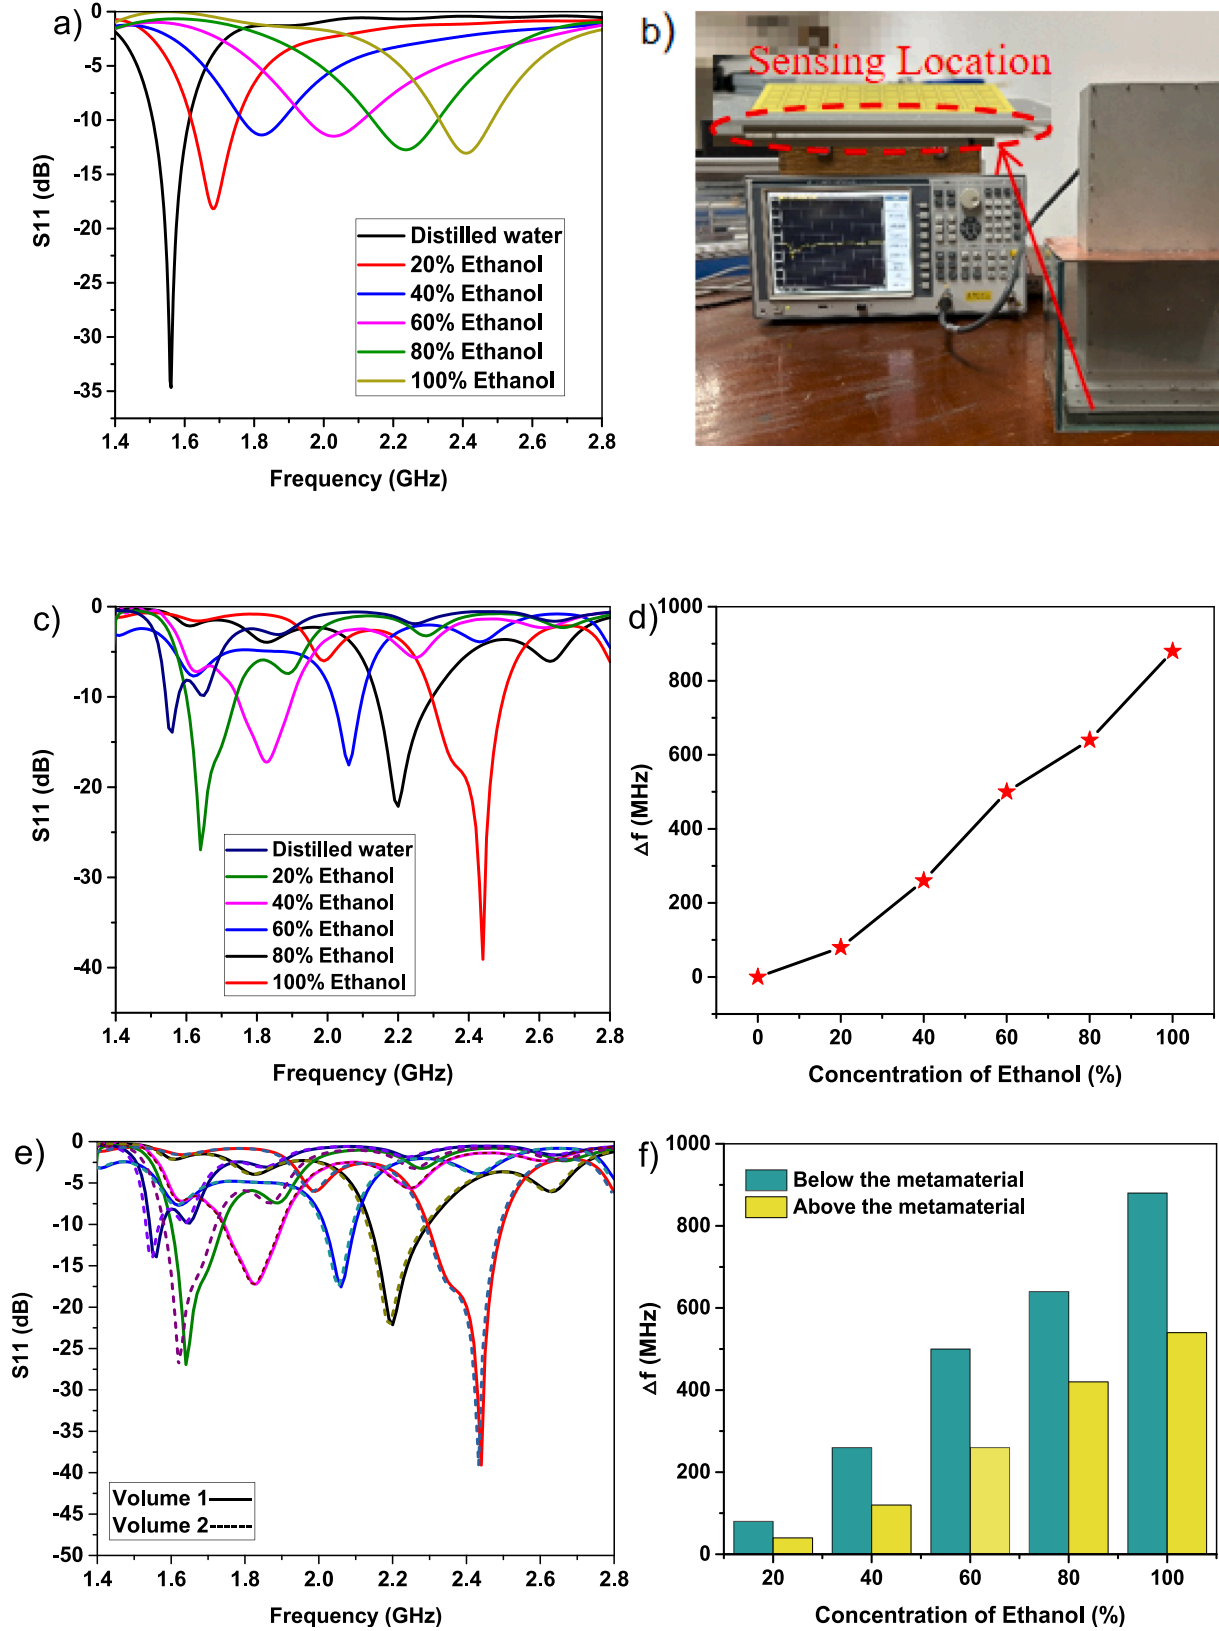 a)
0
-5
-10
-15
-20
-25
-30
-35
S11 (dB)
Distilled water
20% Ethanol
40% Ethanol
60% Ethanol
80% Ethanol
100% Ethanol
1.4 1.6 1.8 2.0 2.2 2.4 2.6 2.8
Frequency (GHz)
b)
Sensing Location
c)
0
-10
-20
-30
-40
S11 (dB)
Distilled water
20% Ethanol
40% Ethanol
60% Ethanol
80% Ethanol
100% Ethanol
1.4 1.6 1.8 2.0 2.2 2.4 2.6 2.8
Frequency (GHz)
d)
1000
800
600
400
200
0
Δf (MHz)
0 20 40 60 80 100
Concentration of Ethanol (%)
e)
0
-5
-10
-15
-20
-25
-30
-35
-40
-45
-50
S11 (dB)
Volume 1
Volume 2
1.4 1.6 1.8 2.0 2.2 2.4 2.6 2.8
Frequency (GHz)
f)
1000
800
600
400
200
0
Δf (MHz)
Below the metamaterial
Above the metamaterial
20 40 60 80 100
Concentration of Ethanol (%)